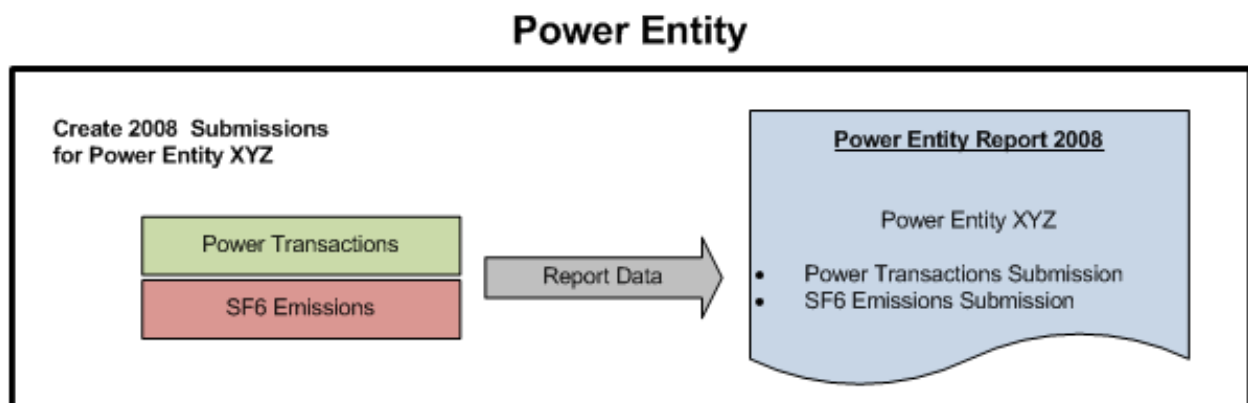 Power Entity
Create 2008 Submissions
for Power Entity XYZ
Power Transactions
SF6 Emissions
Report Data
Power Entity Report 2008
Power Entity XYZ
• Power Transactions Submission
• SF6 Emissions Submission